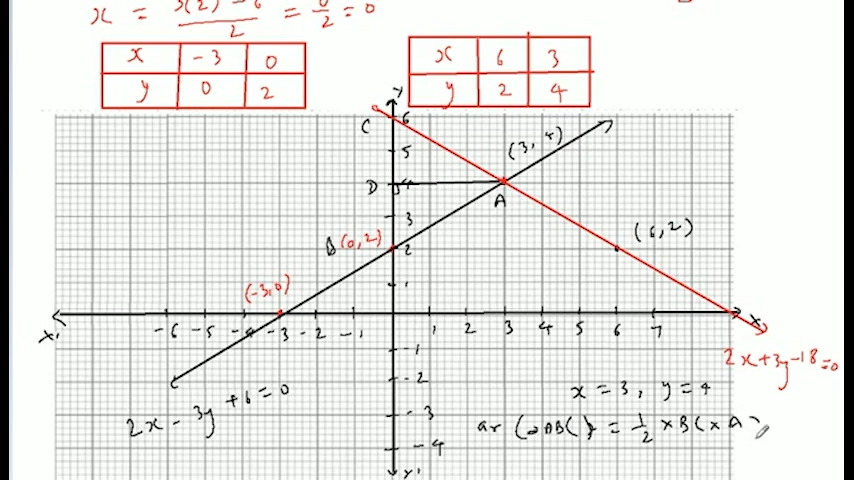 x = 3(2) - 6 / 2 = 0/2 = 0
x -3 0
y 0 2
x 6 3
y 2 4
Y
C 6
5
(3, 4)
D 4
A
3
B (0, 2) 2
(6, 2)
1
(-3, 0)
X' -6 -5 -4 -3 -2 -1 1 2 3 4 5 6 7 X
-1
-2
-3
-4
Y'
2x + 3y - 18 = 0
2x - 3y + 6 = 0
x = 3, y = 4
ar (△ABC) = 1/2 × BC × AD